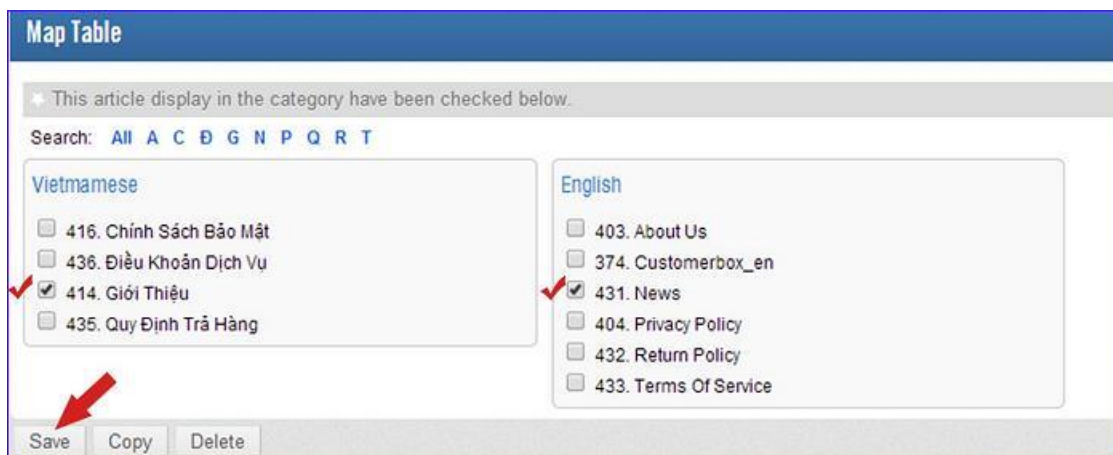 Map Table
This article display in the category have been checked below.
Search: All A C Đ G N P Q R T
Vietmamese
416. Chính Sách Bảo Mật
436. Điều Khoản Dịch Vụ
414. Giới Thiệu
435. Quy Định Trả Hàng
English
403. About Us
374. Customerbox_en
431. News
404. Privacy Policy
432. Return Policy
433. Terms Of Service
Save Copy Delete